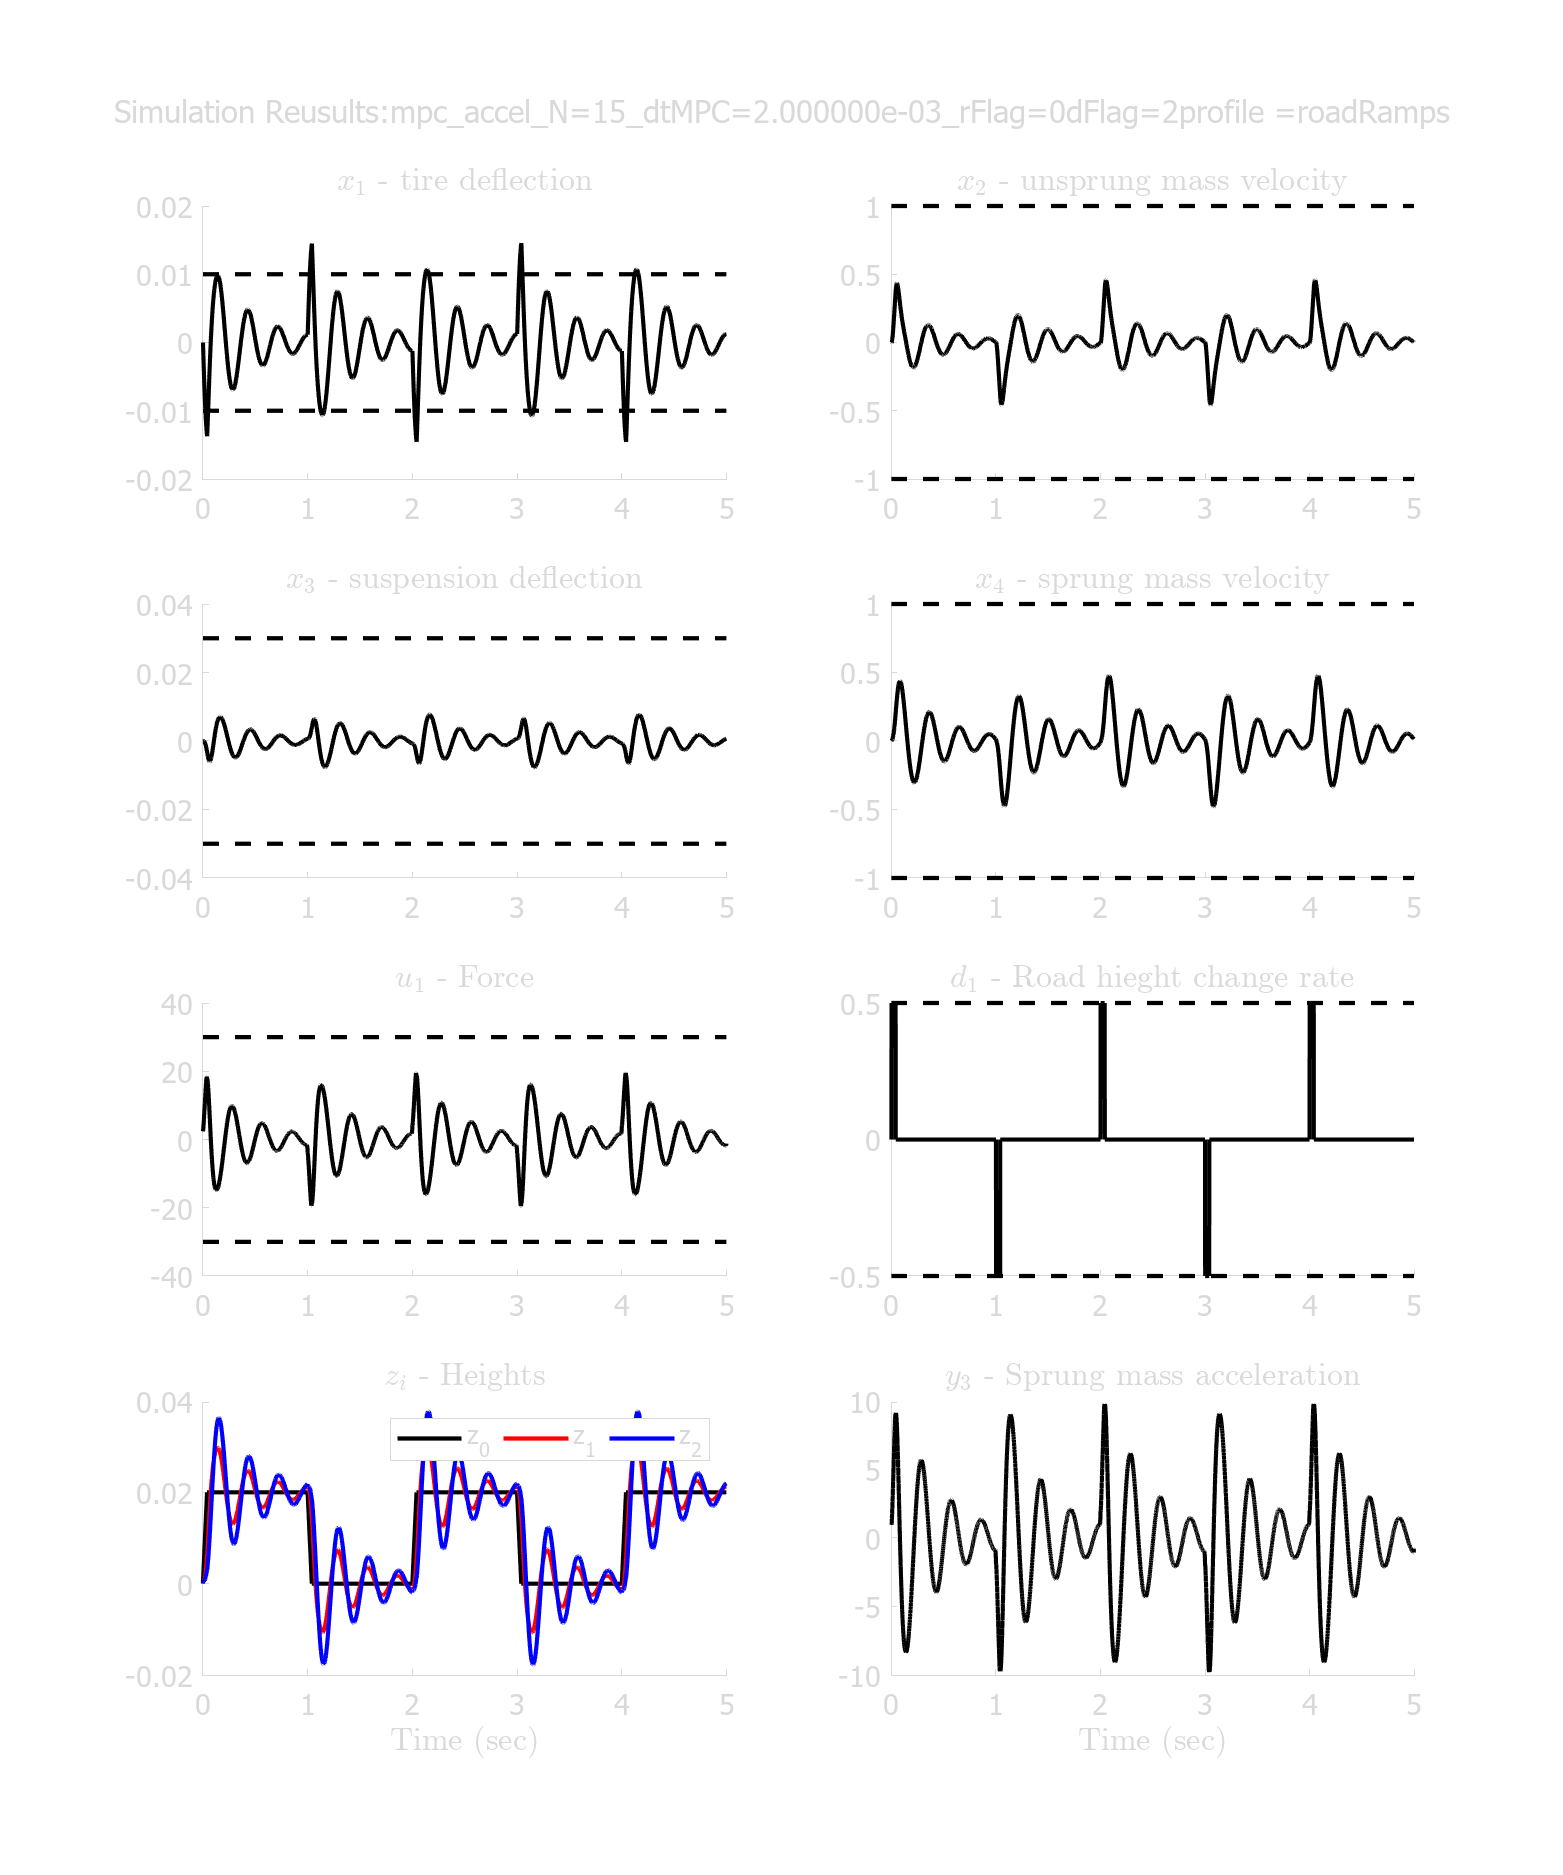 Simulation Reusults:mpc_accel_N=15_dtMPC=2.000000e-03_rFlag=0dFlag=2profile =roadRamps
x₁ - tire deflection
0.02
0.01
0
-0.01
-0.02
0 1 2 3 4 5
x₂ - unsprung mass velocity
1
0.5
0
-0.5
-1
0 1 2 3 4 5
x₃ - suspension deflection
0.04
0.02
0
-0.02
-0.04
0 1 2 3 4 5
x₄ - sprung mass velocity
1
0.5
0
-0.5
-1
0 1 2 3 4 5
u₁ - Force
40
20
0
-20
-40
0 1 2 3 4 5
d₁ - Road hieght change rate
0.5
0
-0.5
0 1 2 3 4 5
zᵢ - Heights
0.04
0.02
0
-0.02
z₀ z₁ z₂
0 1 2 3 4 5
Time (sec)
y₃ - Sprung mass acceleration
10
5
0
-5
-10
0 1 2 3 4 5
Time (sec)